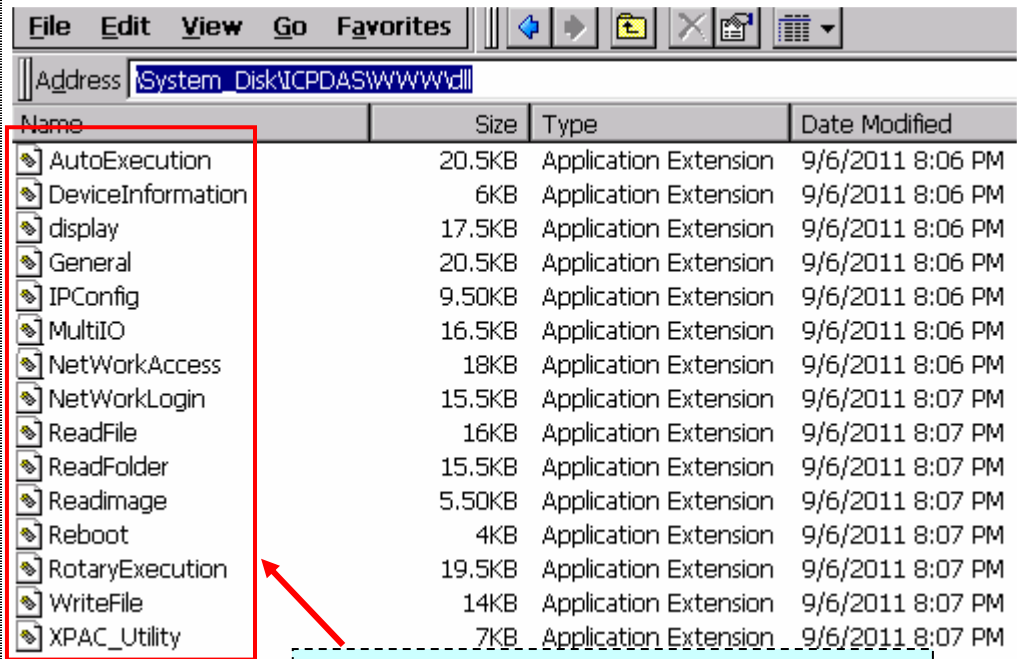 File Edit View Go Favorites
Address \System_Disk\ICPDAS\WWW\dll
Name Size Type Date Modified
AutoExecution 20.5KB Application Extension 9/6/2011 8:06 PM
DeviceInformation 6KB Application Extension 9/6/2011 8:06 PM
display 17.5KB Application Extension 9/6/2011 8:06 PM
General 20.5KB Application Extension 9/6/2011 8:06 PM
IPConfig 9.50KB Application Extension 9/6/2011 8:06 PM
MultiIO 16.5KB Application Extension 9/6/2011 8:06 PM
NetWorkAccess 18KB Application Extension 9/6/2011 8:06 PM
NetWorkLogin 15.5KB Application Extension 9/6/2011 8:07 PM
ReadFile 16KB Application Extension 9/6/2011 8:07 PM
ReadFolder 15.5KB Application Extension 9/6/2011 8:07 PM
Readimage 5.50KB Application Extension 9/6/2011 8:07 PM
Reboot 4KB Application Extension 9/6/2011 8:07 PM
RotaryExecution 19.5KB Application Extension 9/6/2011 8:07 PM
WriteFile 14KB Application Extension 9/6/2011 8:07 PM
XPAC_Utility 7KB Application Extension 9/6/2011 8:07 PM